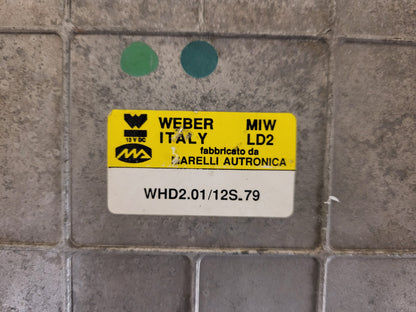 WEBER MIW
12 V DC ITALY LD2
fabbricato da
MARELLI AUTRONICA
WHD2.01/12S.79